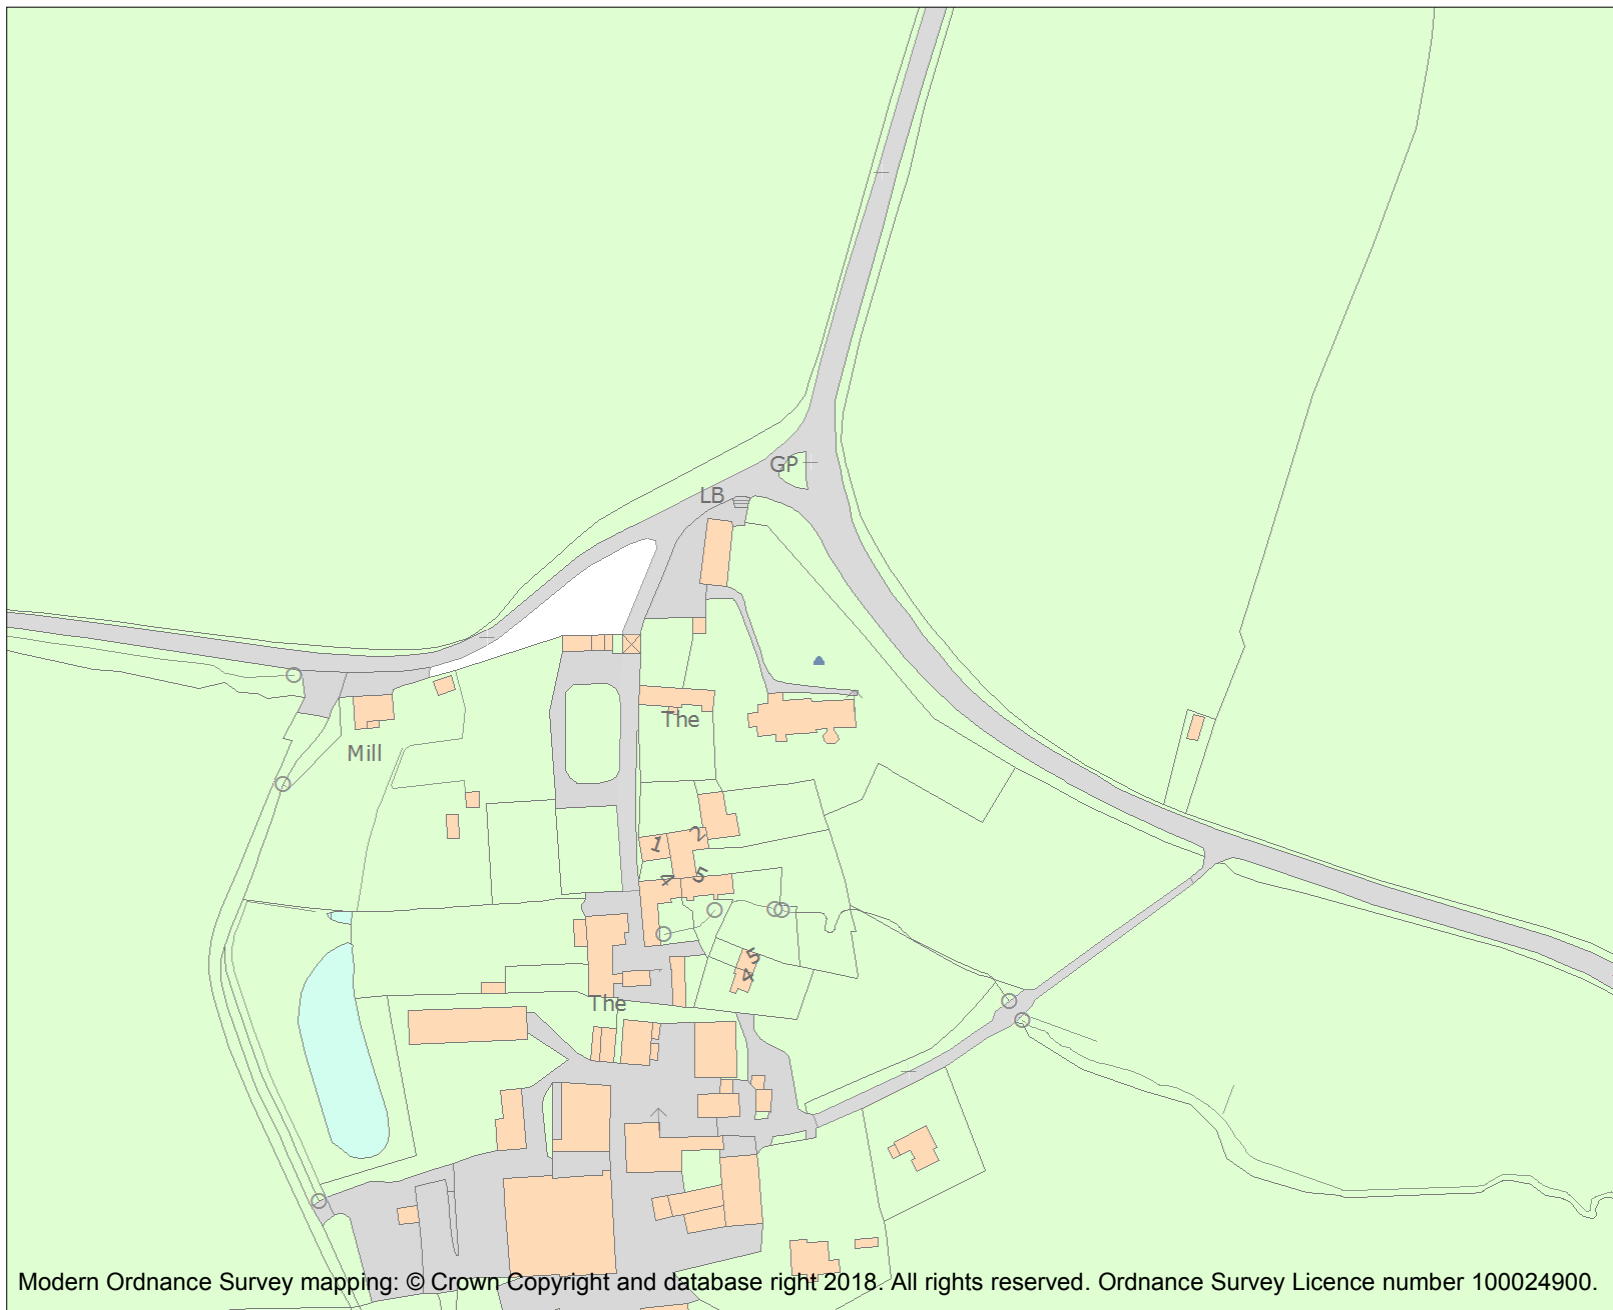 GP
LB
The
Mill
1
2
4
5
5
4
The
Modern Ordnance Survey mapping: © Crown Copyright and database right 2018. All rights reserved. Ordnance Survey Licence number 100024900.